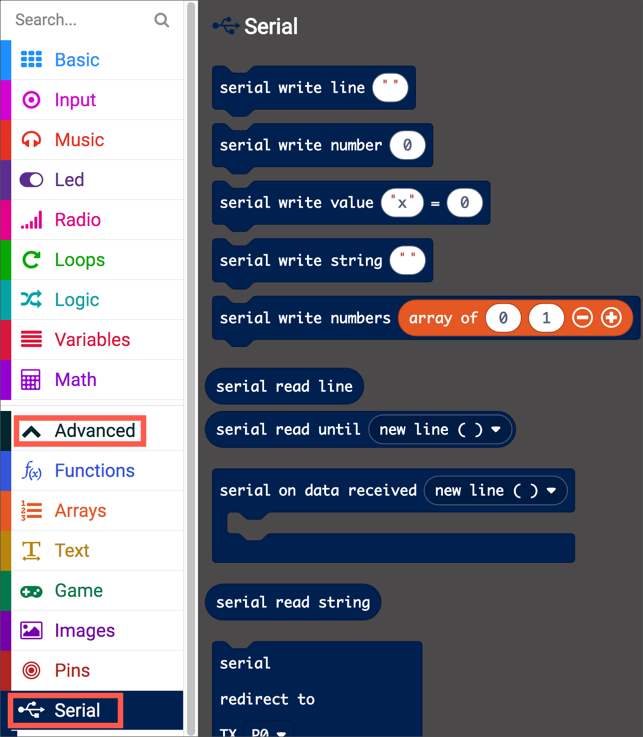 Search...
Basic
Input
Music
Led
Radio
Loops
Logic
Variables
Math
Advanced
Functions
Arrays
Text
Game
Images
Pins
Serial
Serial
serial write line " "
serial write number 0
serial write value "x" = 0
serial write string " "
serial write numbers array of 0 1
serial read line
serial read until new line ( )
serial on data received new line ( )
serial read string
serial
redirect to
TX P0